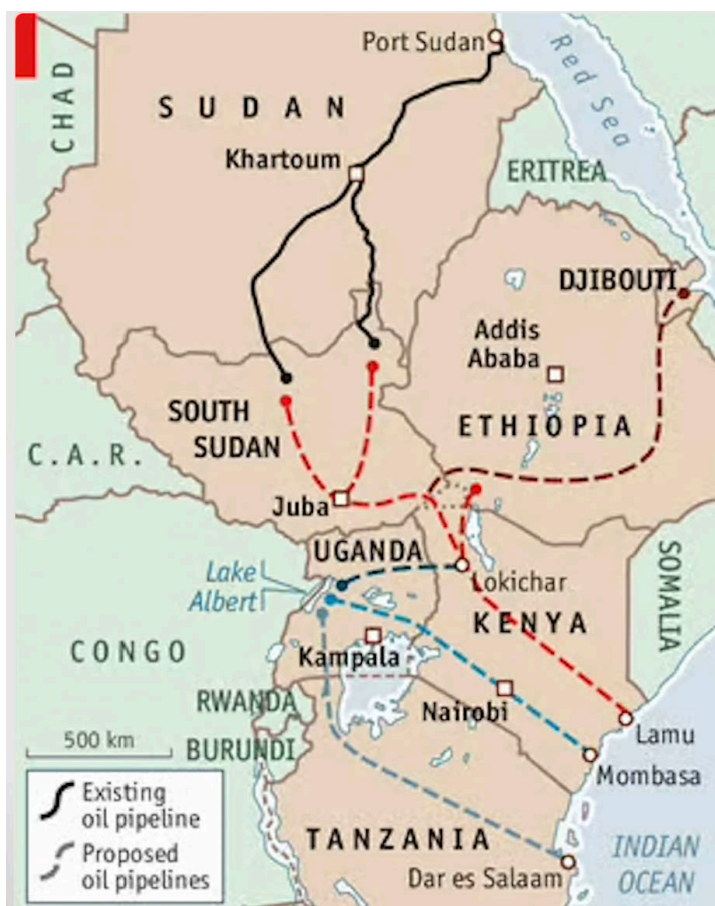 Port Sudan
Red Sea
CHAD
SUDAN
Khartoum
ERITREA
DJIBOUTI
Addis
Ababa
ETHIOPIA
SOUTH
SUDAN
C.A.R.
Juba
UGANDA
Lake
Albert
Lokichar
SOMALIA
KENYA
CONGO
Kampala
Nairobi
RWANDA
BURUNDI
Lamu
Mombasa
500 km
Existing
oil pipeline
Proposed
oil pipelines
TANZANIA
Dar es Salaam
INDIAN
OCEAN